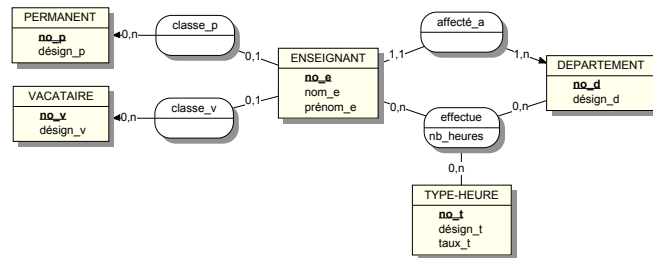 PERMANENT
no_p
désign_p
0,n
classe_p
0,1
VACATAIRE
no_v
désign_v
0,n
classe_v
0,1
ENSEIGNANT
no_e
nom_e
prénom_e
1,1
affecté_a
1,n
0,n
effectue
nb_heures
0,n
0,n
DEPARTEMENT
no_d
désign_d
TYPE-HEURE
no_t
désign_t
taux_t